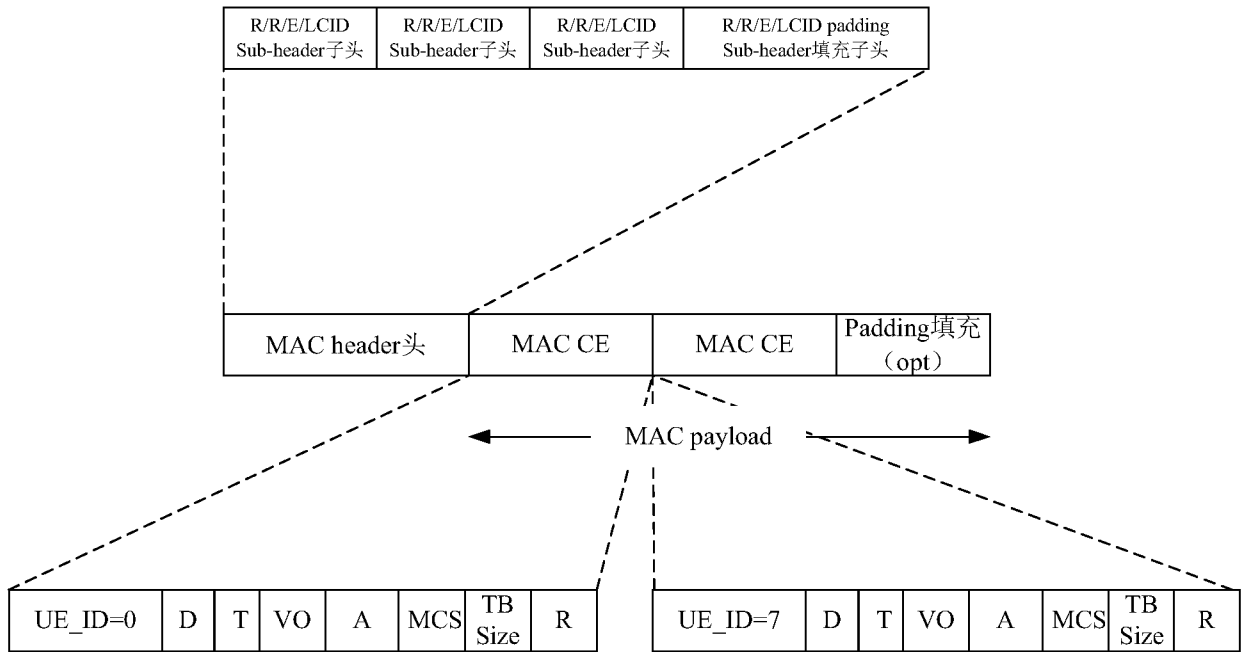 R/R/E/LCID
Sub-header子头
R/R/E/LCID
Sub-header子头
R/R/E/LCID
Sub-header子头
R/R/E/LCID padding
Sub-header填充子头
MAC header头
MAC CE
MAC CE
Padding填充
（opt）
MAC payload
UE_ID=0
D
T
VO
A
MCS
TB
Size
R
UE_ID=7
D
T
VO
A
MCS
TB
Size
R